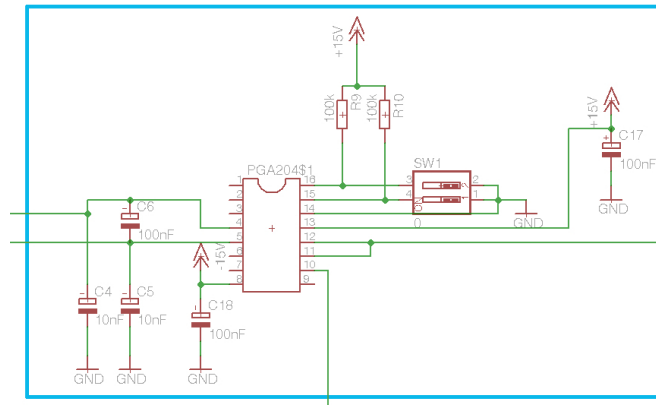 +15V
100k
R9
100k
R10
+15V
C17
100nF
GND
PGA204$1
SW1
1
2
3
4
5
6
7
8
16
15
14
13
12
11
10
9
3
4
2
1
2
1
0
GND
C6
100nF
-15V
C4
10nF
C5
10nF
C18
100nF
GND
GND
GND